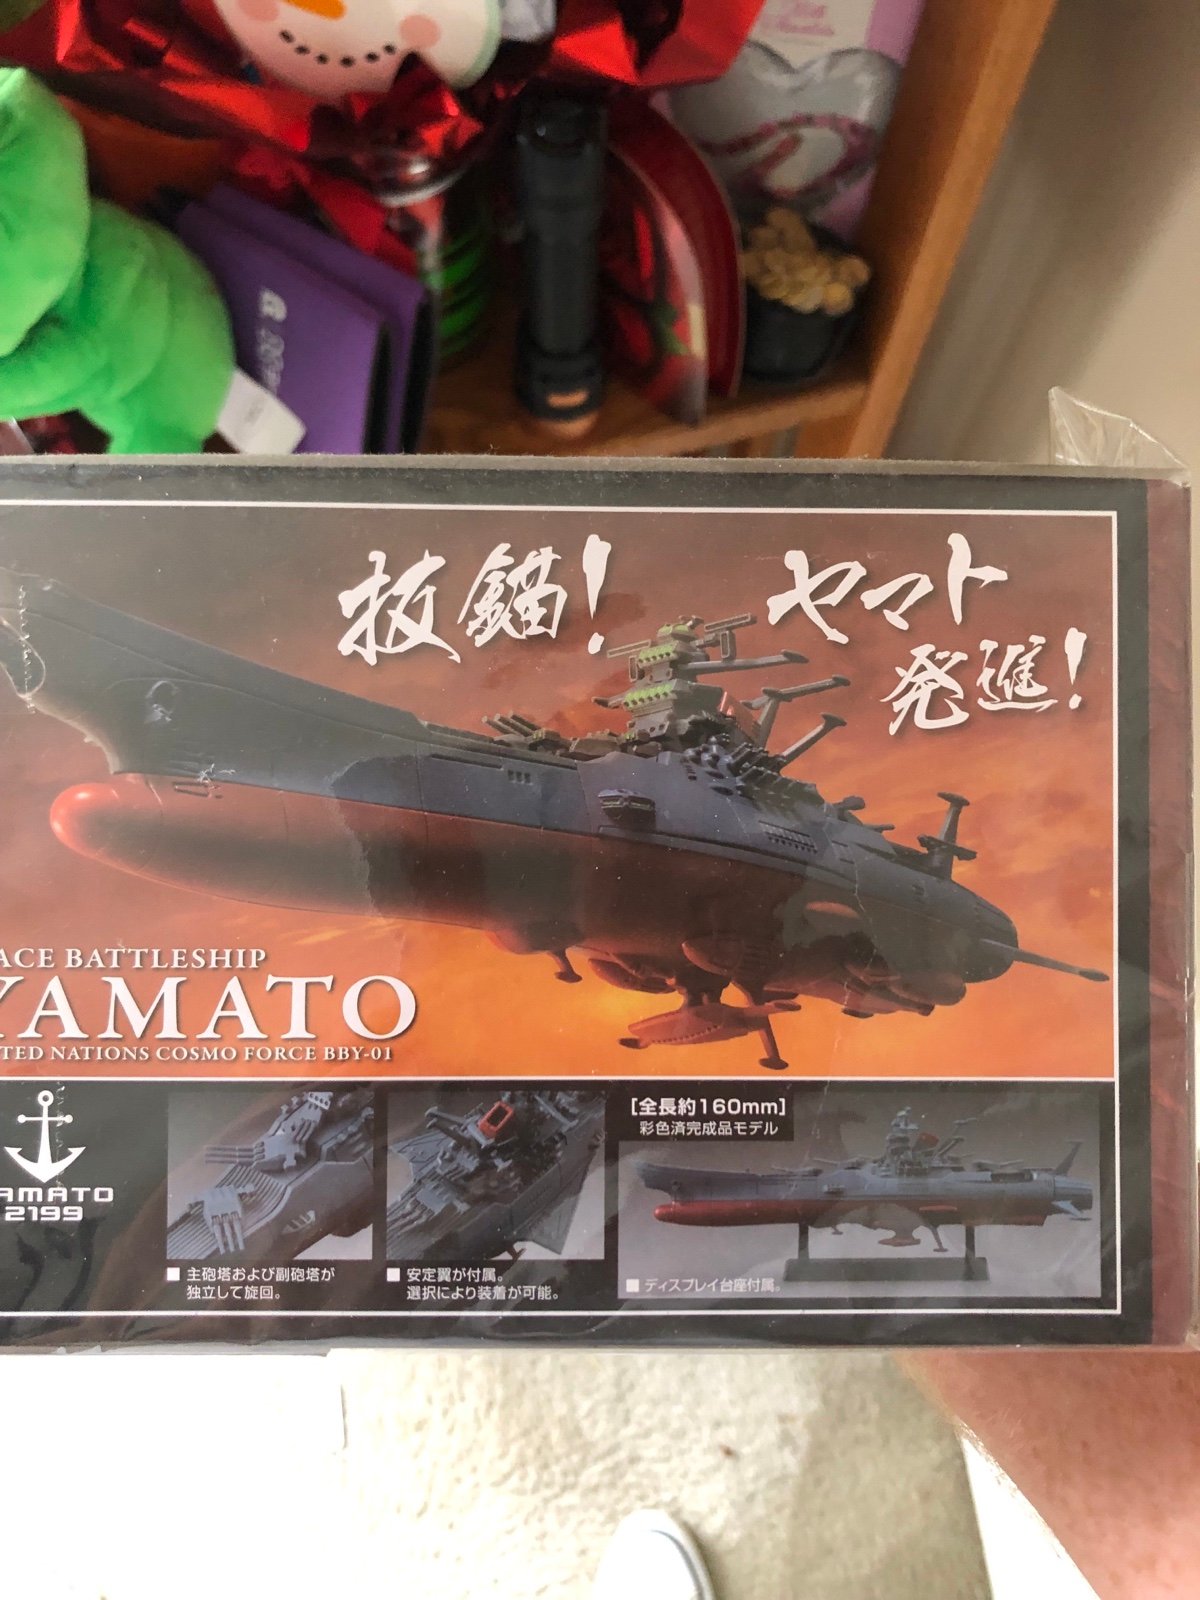 抜錨!
ヤマト
発進!
ACE BATTLESHIP
YAMATO
TED NATIONS COSMO FORCE BBY-01
AMATO
2199
[全長約160mm]
彩色済完成品モデル
■ 主砲塔および副砲塔が
独立して旋回。
■ 安定翼が付属。
選択により装着が可能。
■ ディスプレイ台座付属。